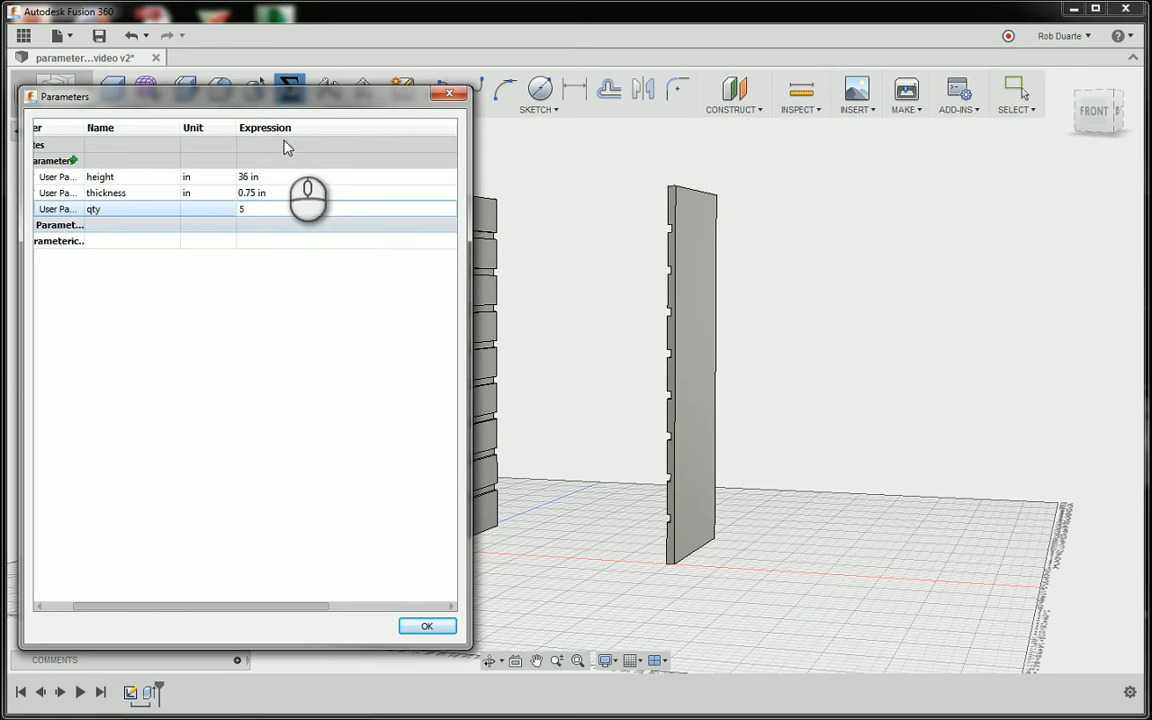 Autodesk Fusion 360
Rob Duarte
parameter...video v2*
Parameters
er Name Unit Expression
tes
arameters
User Pa... height in 36 in
User Pa... thickness in 0.75 in
User Pa... qty 5
Paramet...
rameteric..
OK
SKETCH
CONSTRUCT
INSPECT
INSERT
MAKE
ADD-INS
SELECT
FRONT
COMMENTS